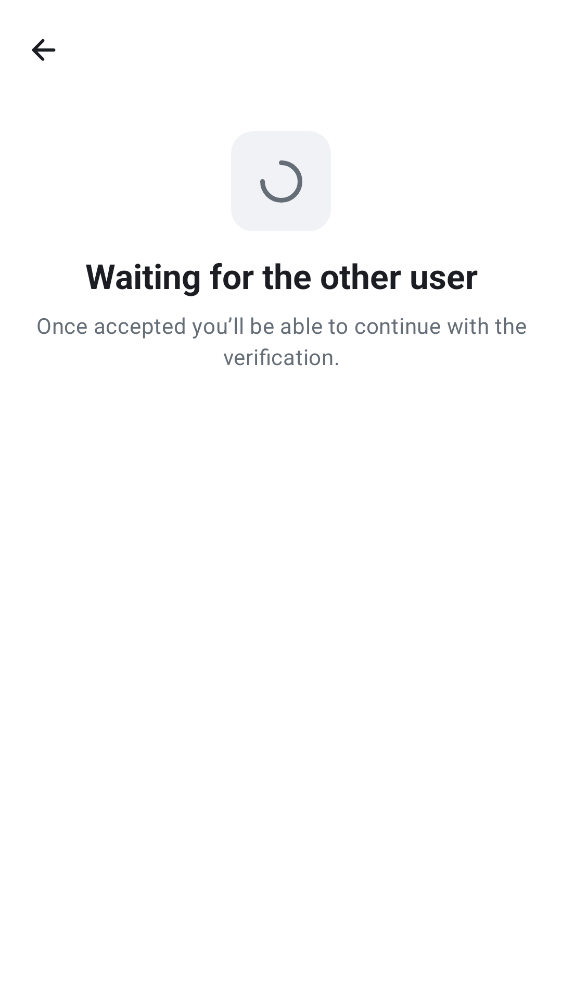 Waiting for the other user
Once accepted you’ll be able to continue with the
verification.